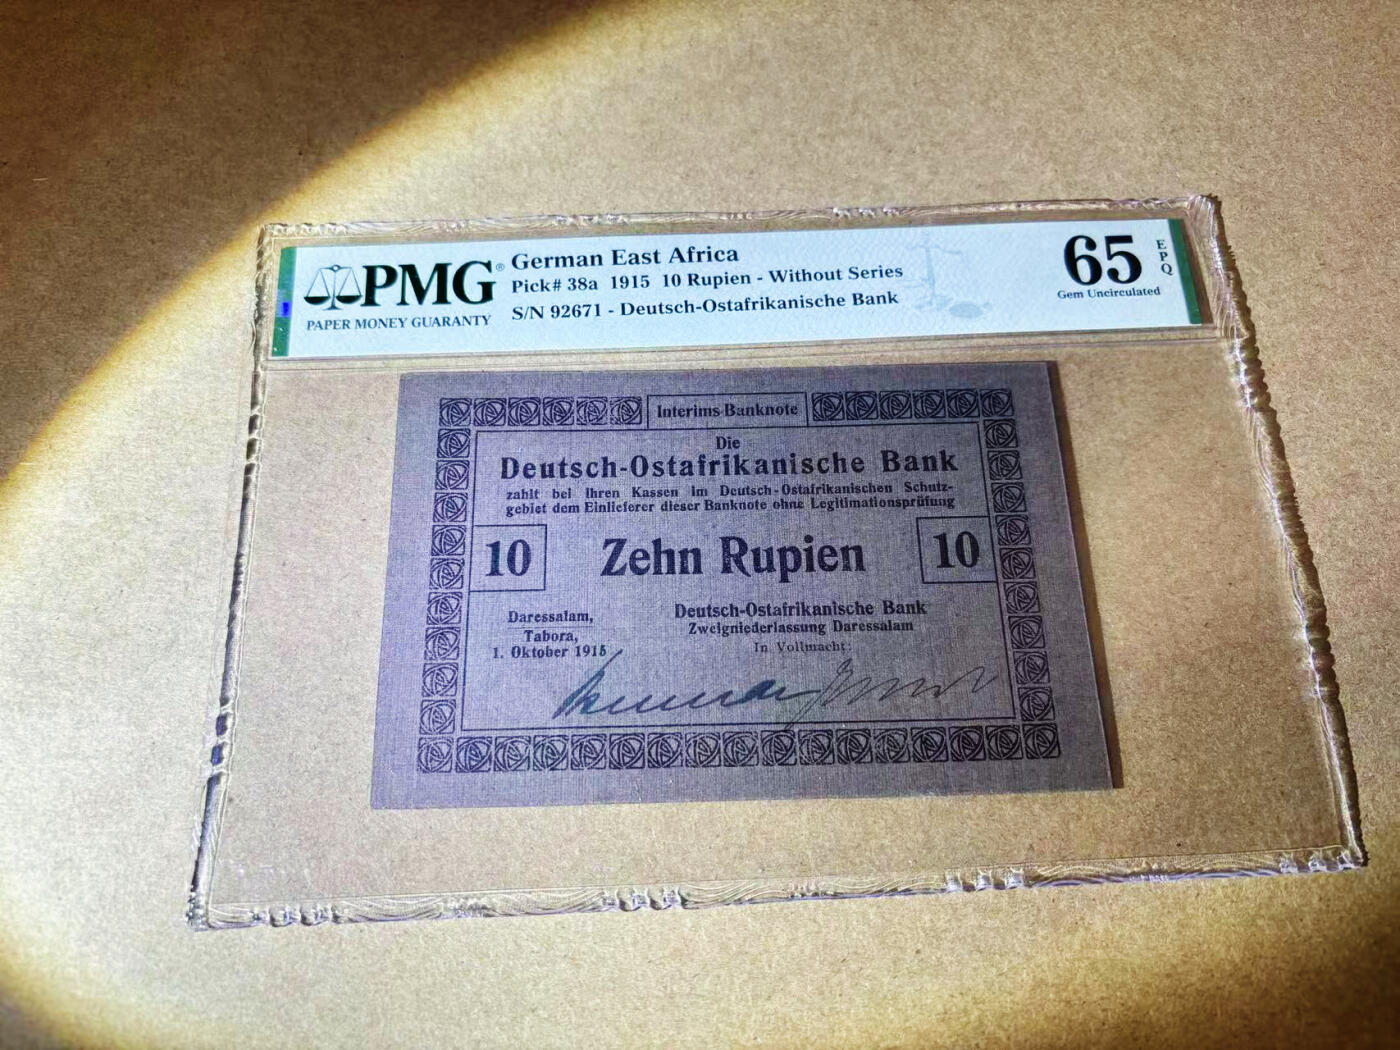 PMG®
PAPER MONEY GUARANTY
German East Africa
Pick# 38a 1915 10 Rupien - Without Series
S/N 92671 - Deutsch-Ostafrikanische Bank
65 EPQ
Gem Uncirculated
Interims-Banknote
Die
Deutsch-Ostafrikanische Bank
zahlt bei Ihren Kassen im Deutsch-Ostafrikanischen Schutz-
gebiet dem Einlieferer dieser Banknote ohne Legitimationsprüfung
10 Zehn Rupien 10
Daressalam,
Tabora,
1. Oktober 1915
Deutsch-Ostafrikanische Bank
Zweigniederlassung Daressalam
In Vollmacht: